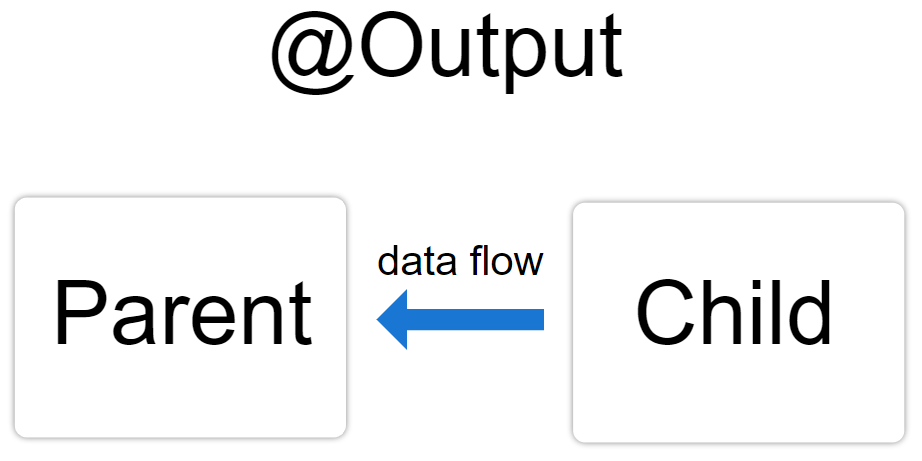 @Output
Parent
data flow
Child